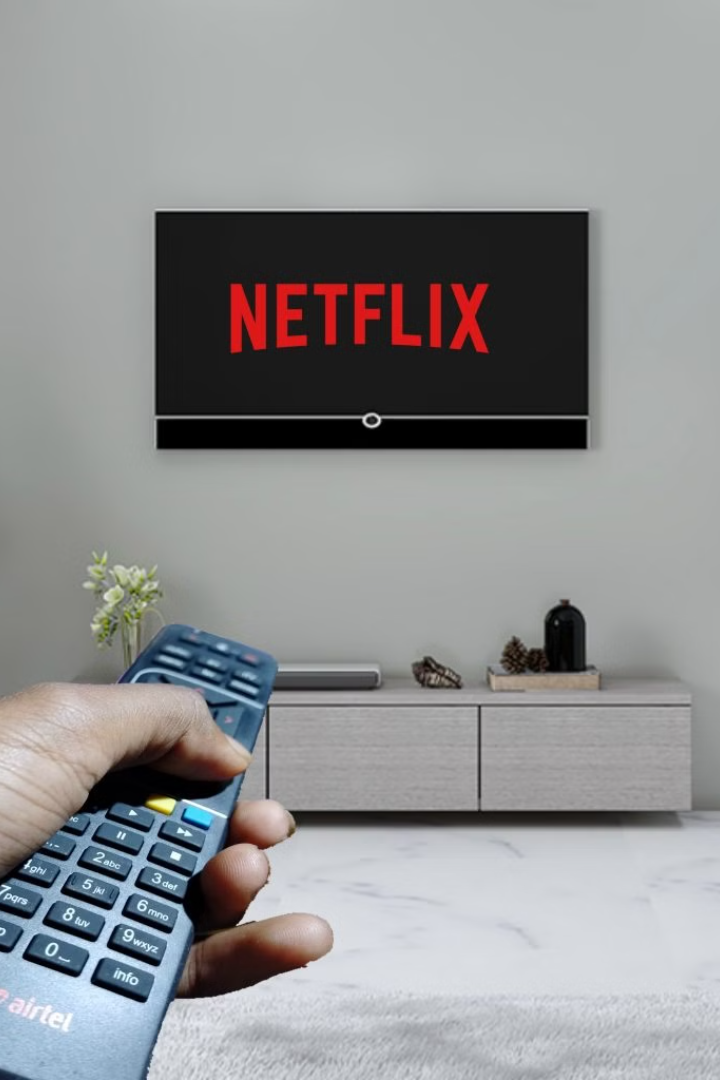 NETFLIX
2abc
3def
4ghi
5jkl
6mno
7pqrs
8tuv
9wxyz
0
info
airtel